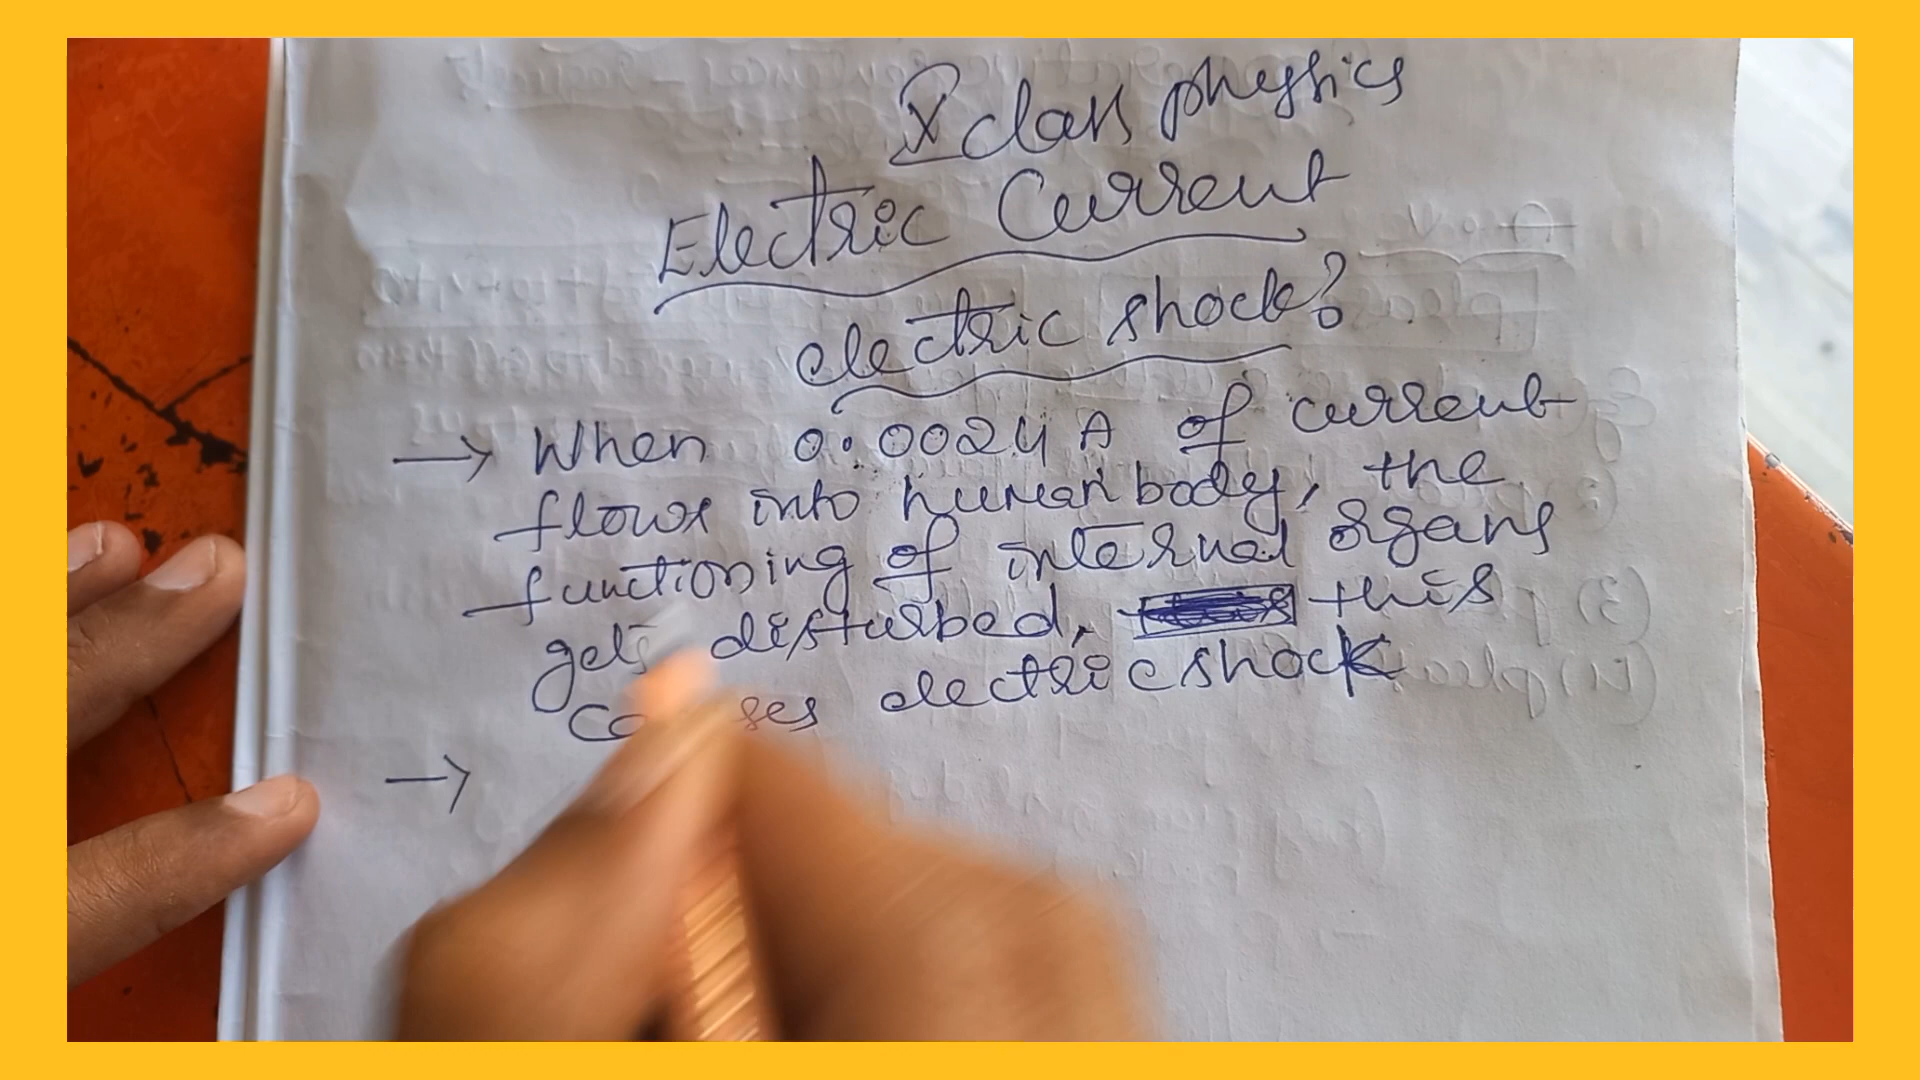 X class physics
Electric Current
electric shock?
→ When 0.0024 A of current
flows into human body, the
functioning of internal organs
gets disturbed, this
causes electric shock
→